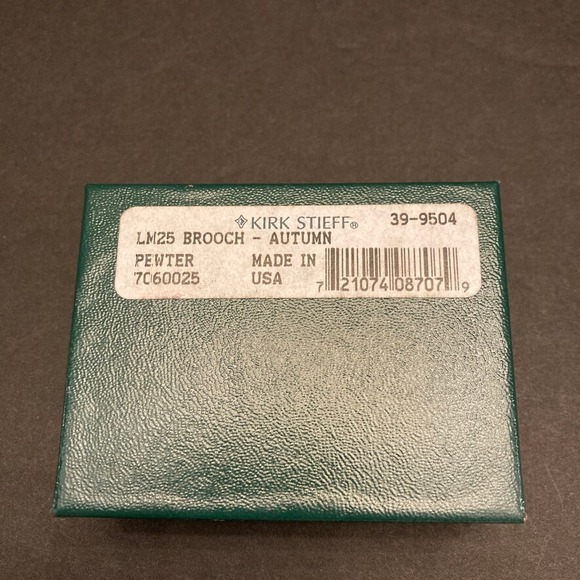 KIRK STIEFF® 39-9504
LM25 BROOCH - AUTUMN
PEWTER MADE IN
7060025 USA
7 21074 08707 9